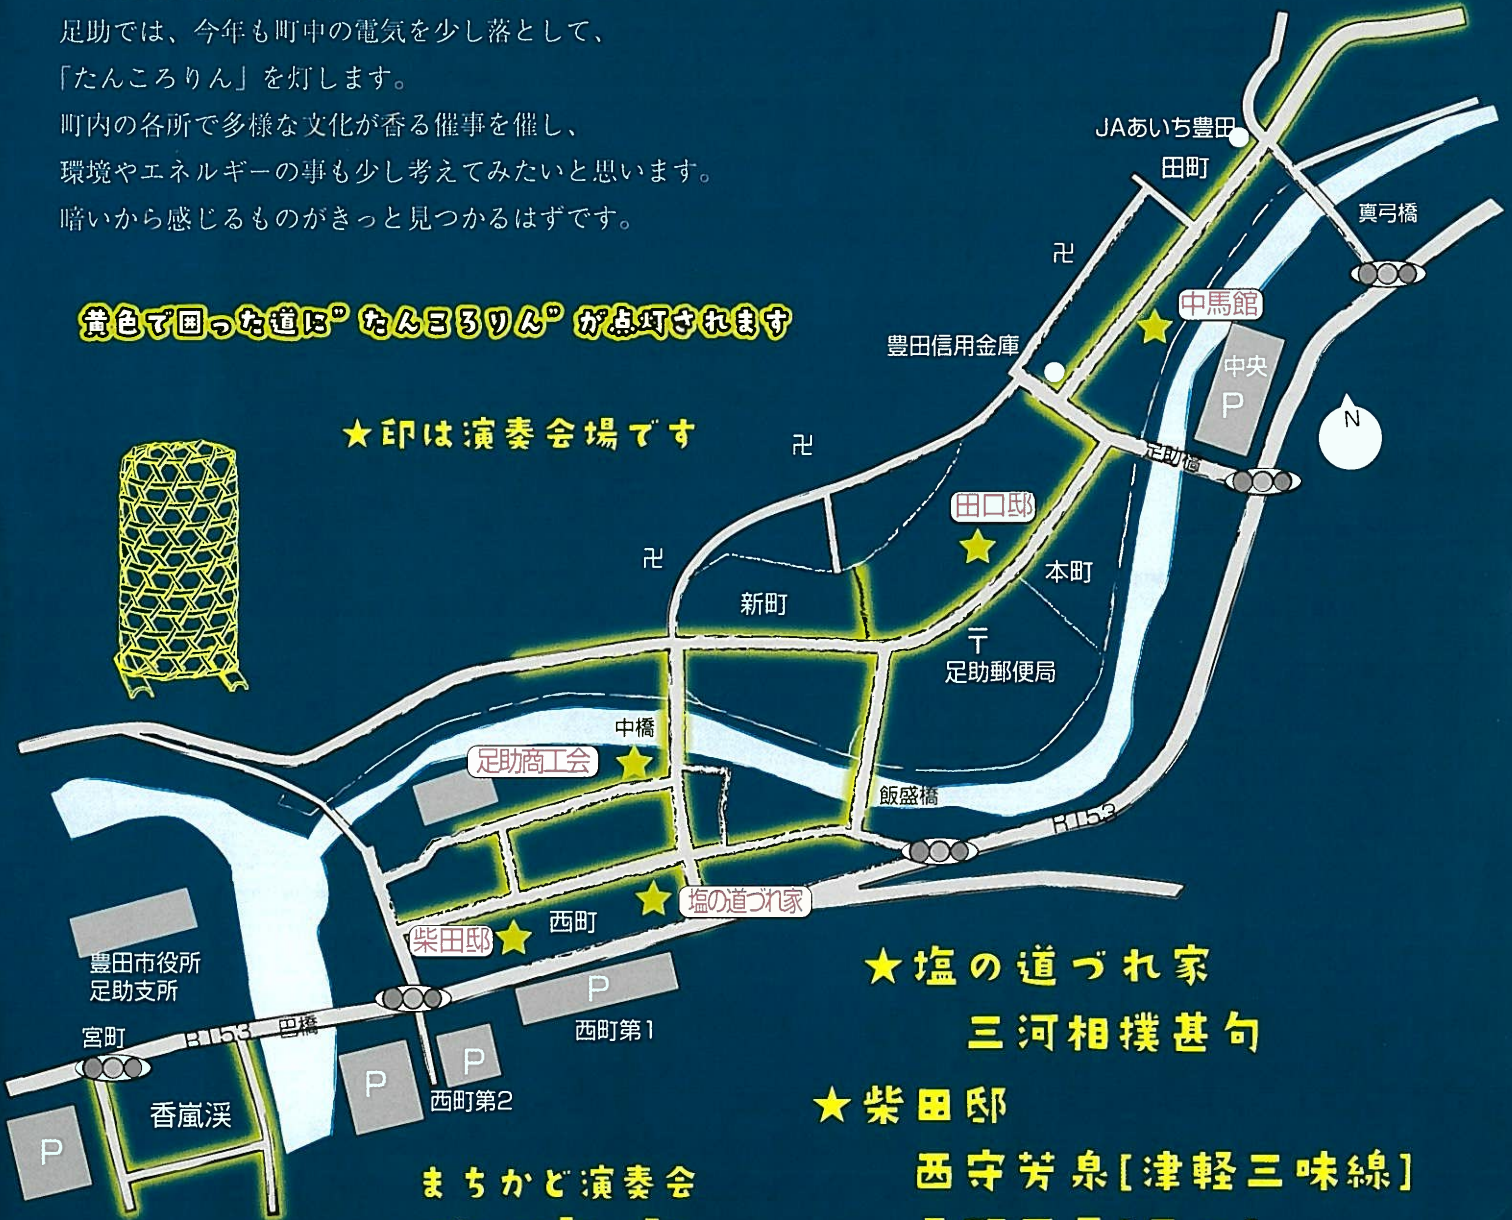 足助では、今年も町中の電気を少し落として、
「たんころりん」を灯します。
町内の各所で多様な文化が香る催事を催し、
環境やエネルギーの事も少し考えてみたいと思います。
暗いから感じるものがきっと見つかるはずです。
黄色で囲った道に”たんころりん”が点灯されます
★印は演奏会場です
JAあいち豊田
田町
真弓橋
卍
中馬館
豊田信用金庫
中央
P
N
卍
足助橋
田口邸
卍
本町
新町
〒
足助郵便局
中橋
足助商工会
飯盛橋
R153
塩の道づれ家
西町
柴田邸
豊田市役所
足助支所
P
西町第1
宮町
R153
巴橋
P
P
西町第2
香嵐渓
P
★塩の道づれ家
三河相撲甚句
★柴田邸
西守芳泉[津軽三味線]
まちかど演奏会